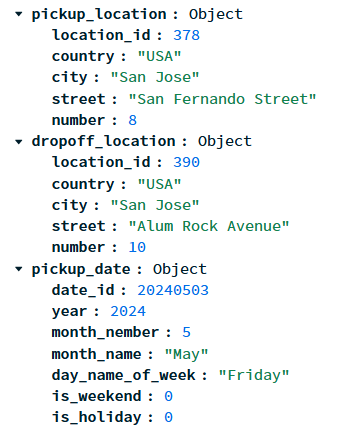 pickup_location : Object
location_id : 378
country : "USA"
city : "San Jose"
street : "San Fernando Street"
number : 8
dropoff_location : Object
location_id : 390
country : "USA"
city : "San Jose"
street : "Alum Rock Avenue"
number : 10
pickup_date : Object
date_id : 20240503
year : 2024
month_nember : 5
month_name : "May"
day_name_of_week : "Friday"
is_weekend : 0
is_holiday : 0